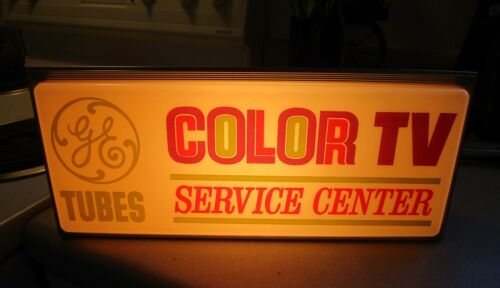 GE
TUBES
COLOR TV
SERVICE CENTER